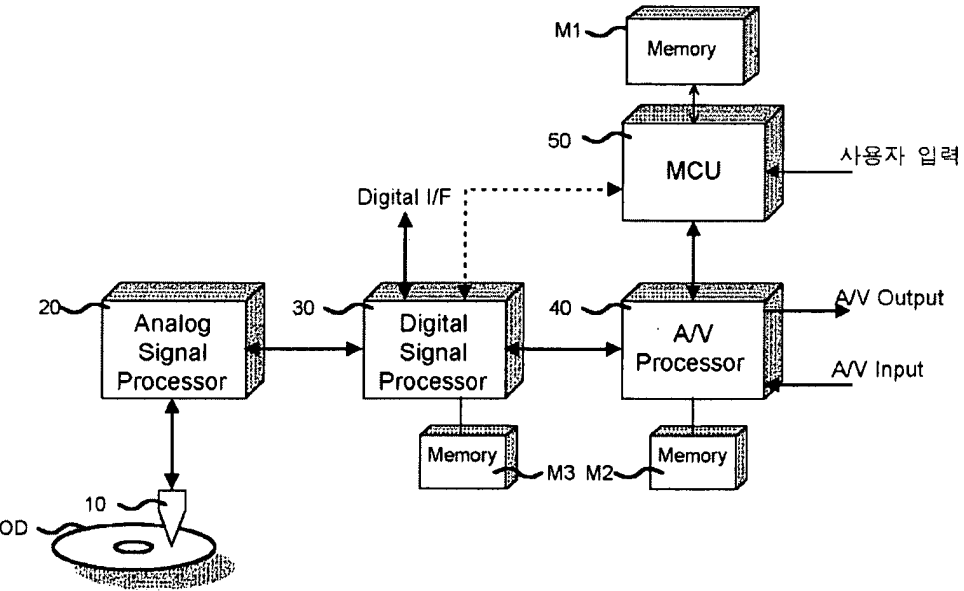 M1
Memory
50
MCU
사용자 입력
Digital I/F
20
Analog
Signal
Processor
30
Digital
Signal
Processor
40
A/V
Processor
A/V Output
A/V Input
Memory
M3
M2
Memory
10
OD